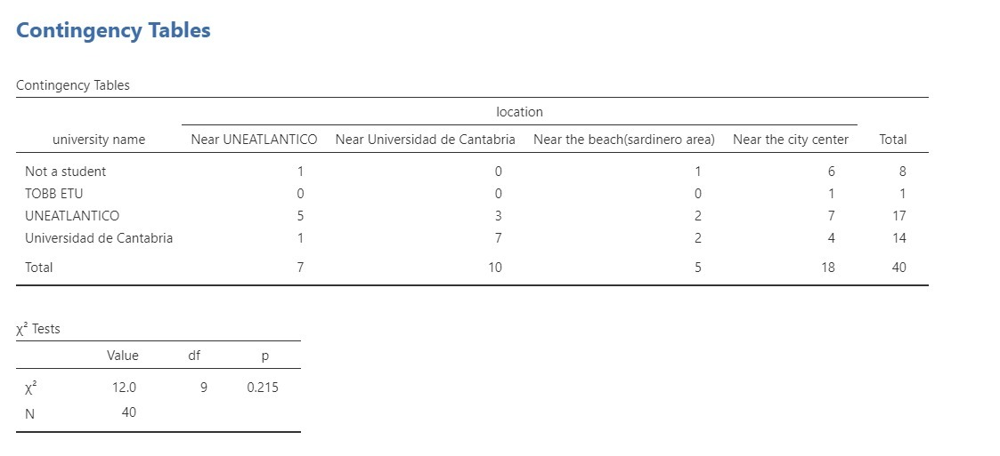 Contingency Tables
Contingency Tables
location
university name Near UNEATLANTICO Near Universidad de Cantabria Near the beach(sardinero area) Near the city center Total
Not a student 1 0 1 6 8
TOBB ETU 0 0 0 1 1
UNEATLANTICO 5 3 2 7 17
Universidad de Cantabria 1 7 2 4 14
Total 7 10 5 18 40
χ² Tests
Value df p
χ² 12.0 9 0.215
N 40